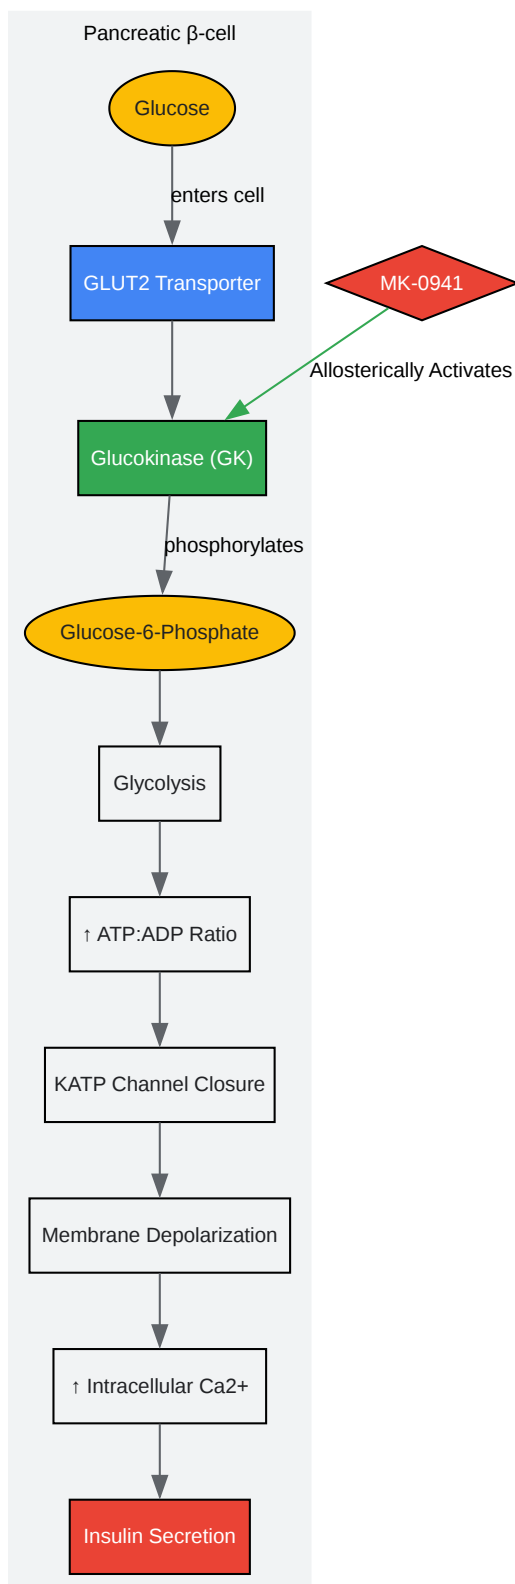 Pancreatic β-cell
Glucose
enters cell
GLUT2 Transporter
MK-0941
Allosterically Activates
Glucokinase (GK)
phosphorylates
Glucose-6-Phosphate
Glycolysis
↑ ATP:ADP Ratio
KATP Channel Closure
Membrane Depolarization
↑ Intracellular Ca2+
Insulin Secretion